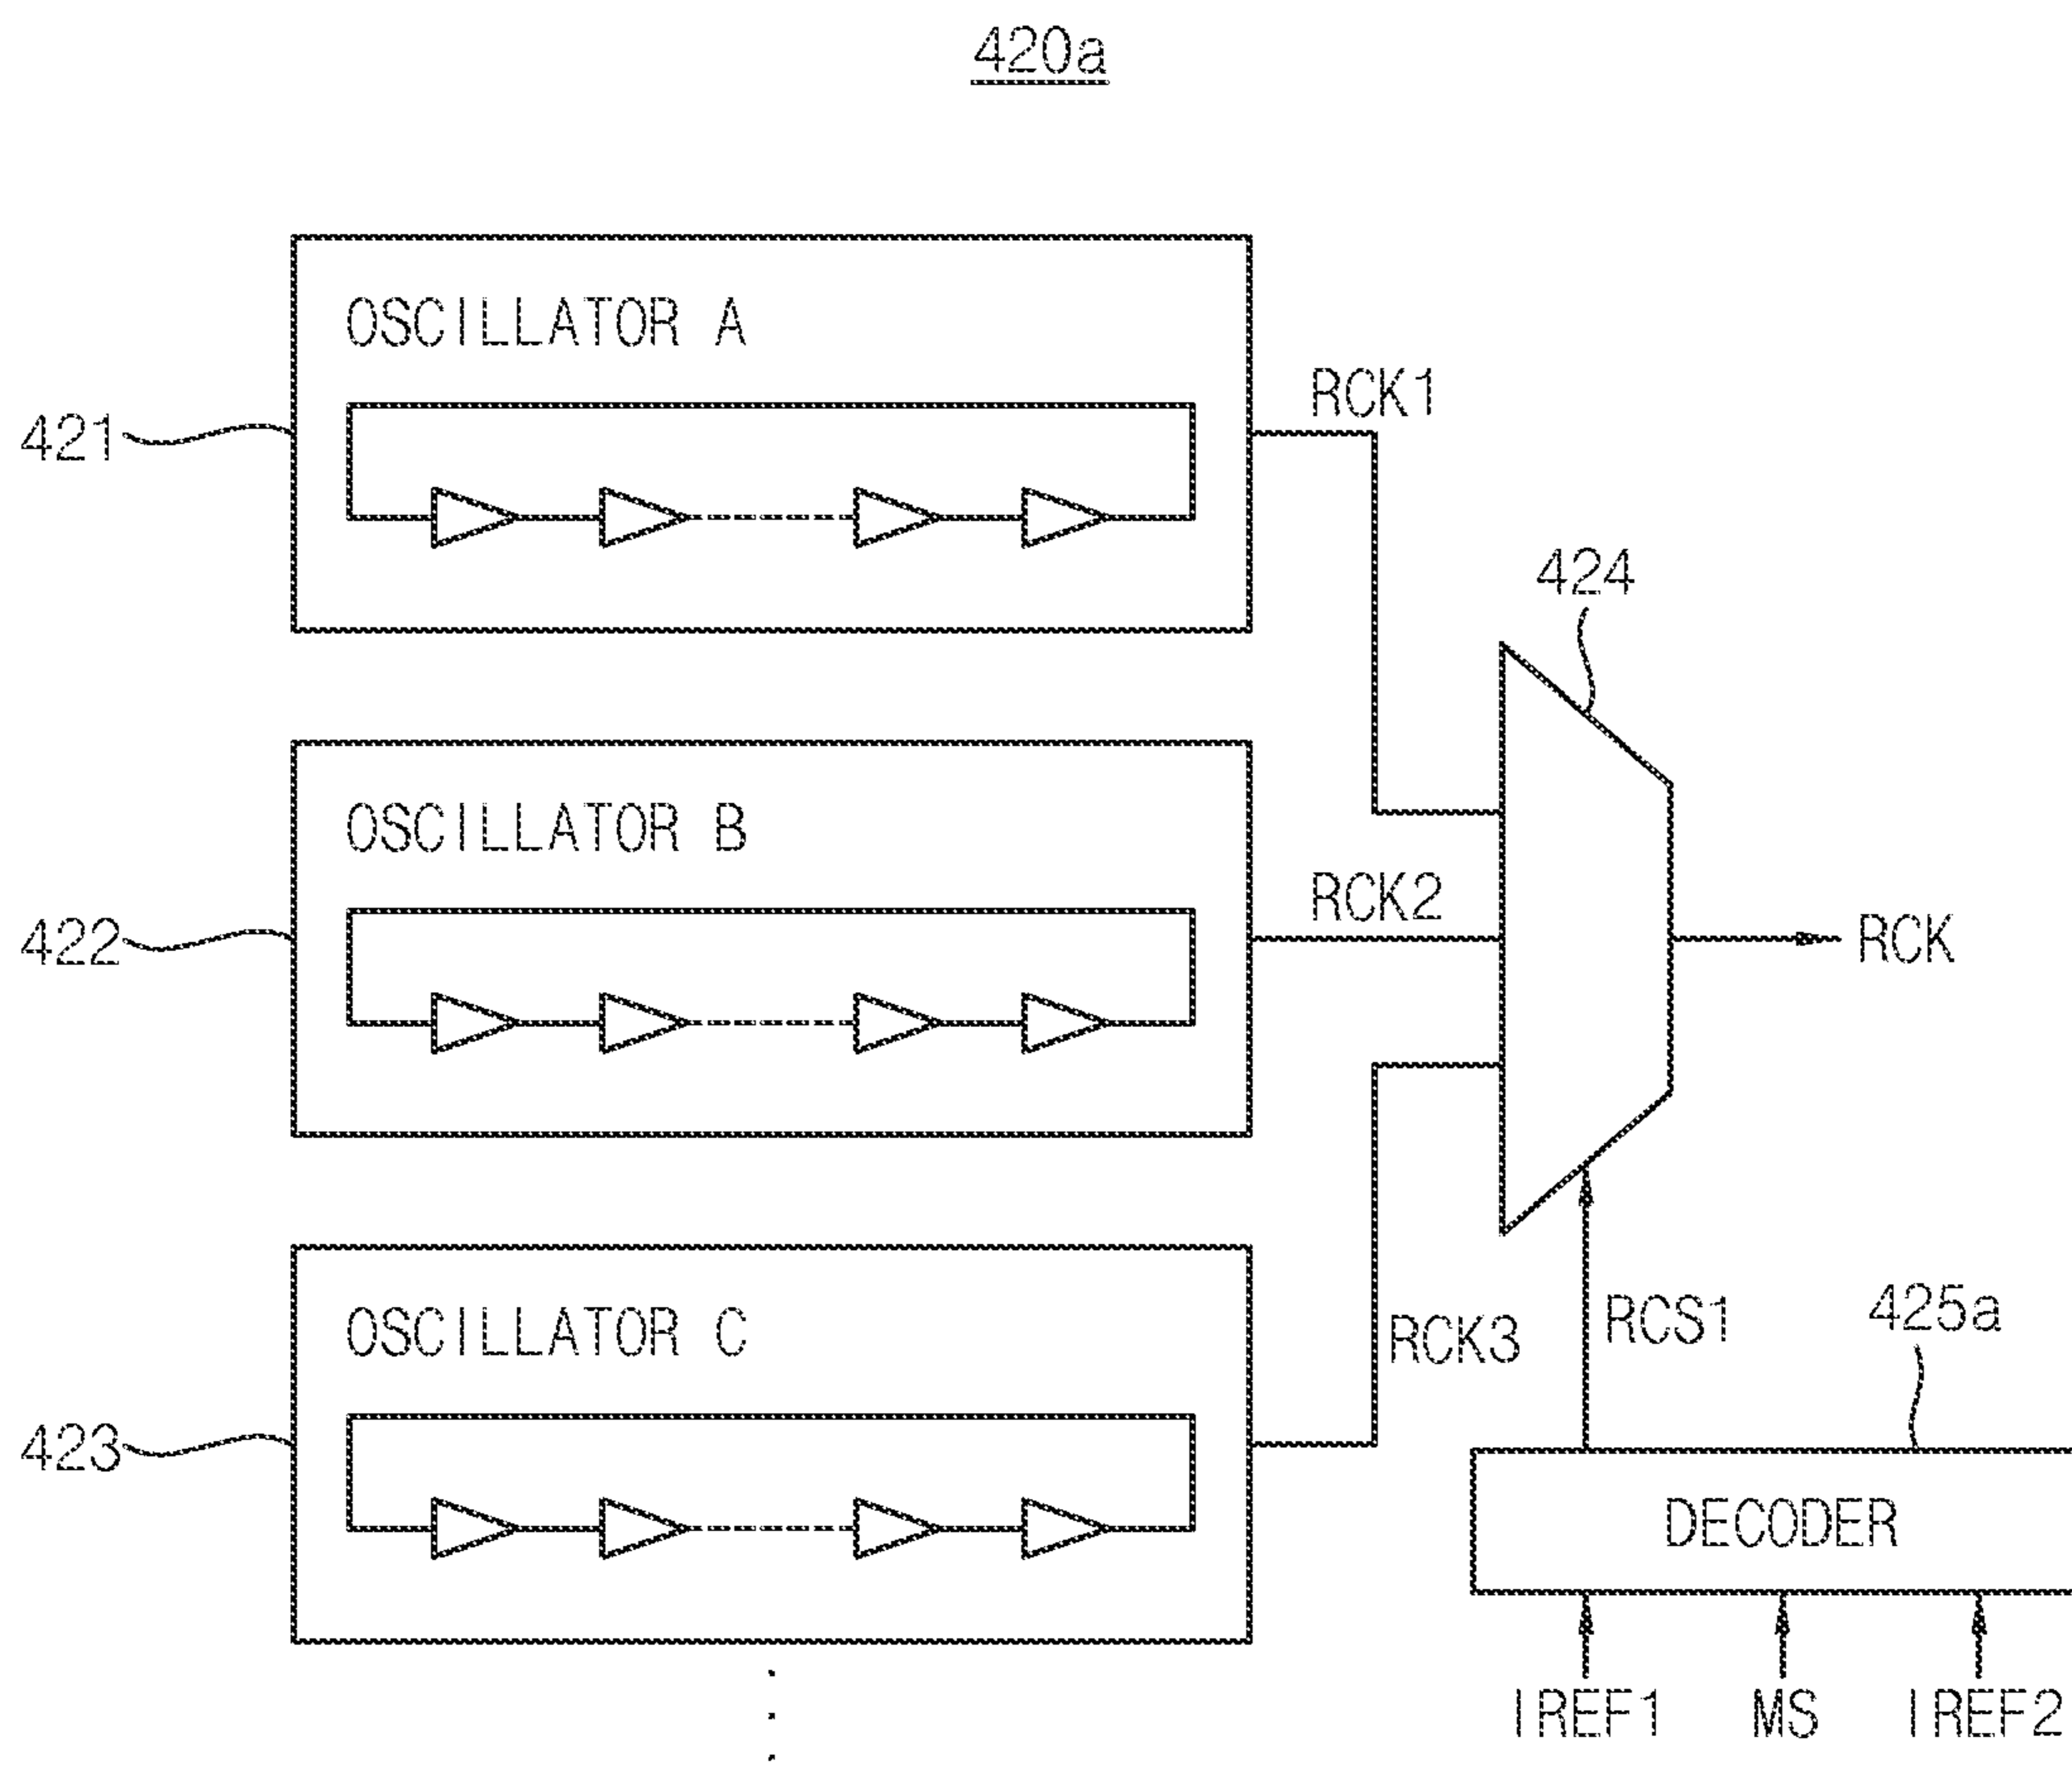 420a
OSCILLATOR A
RCK1
421
424
OSCILLATOR B
RCK2
422
RCK
OSCILLATOR C
RCK3
RCS1
425a
423
DECODER
IREF1
MS
IREF2